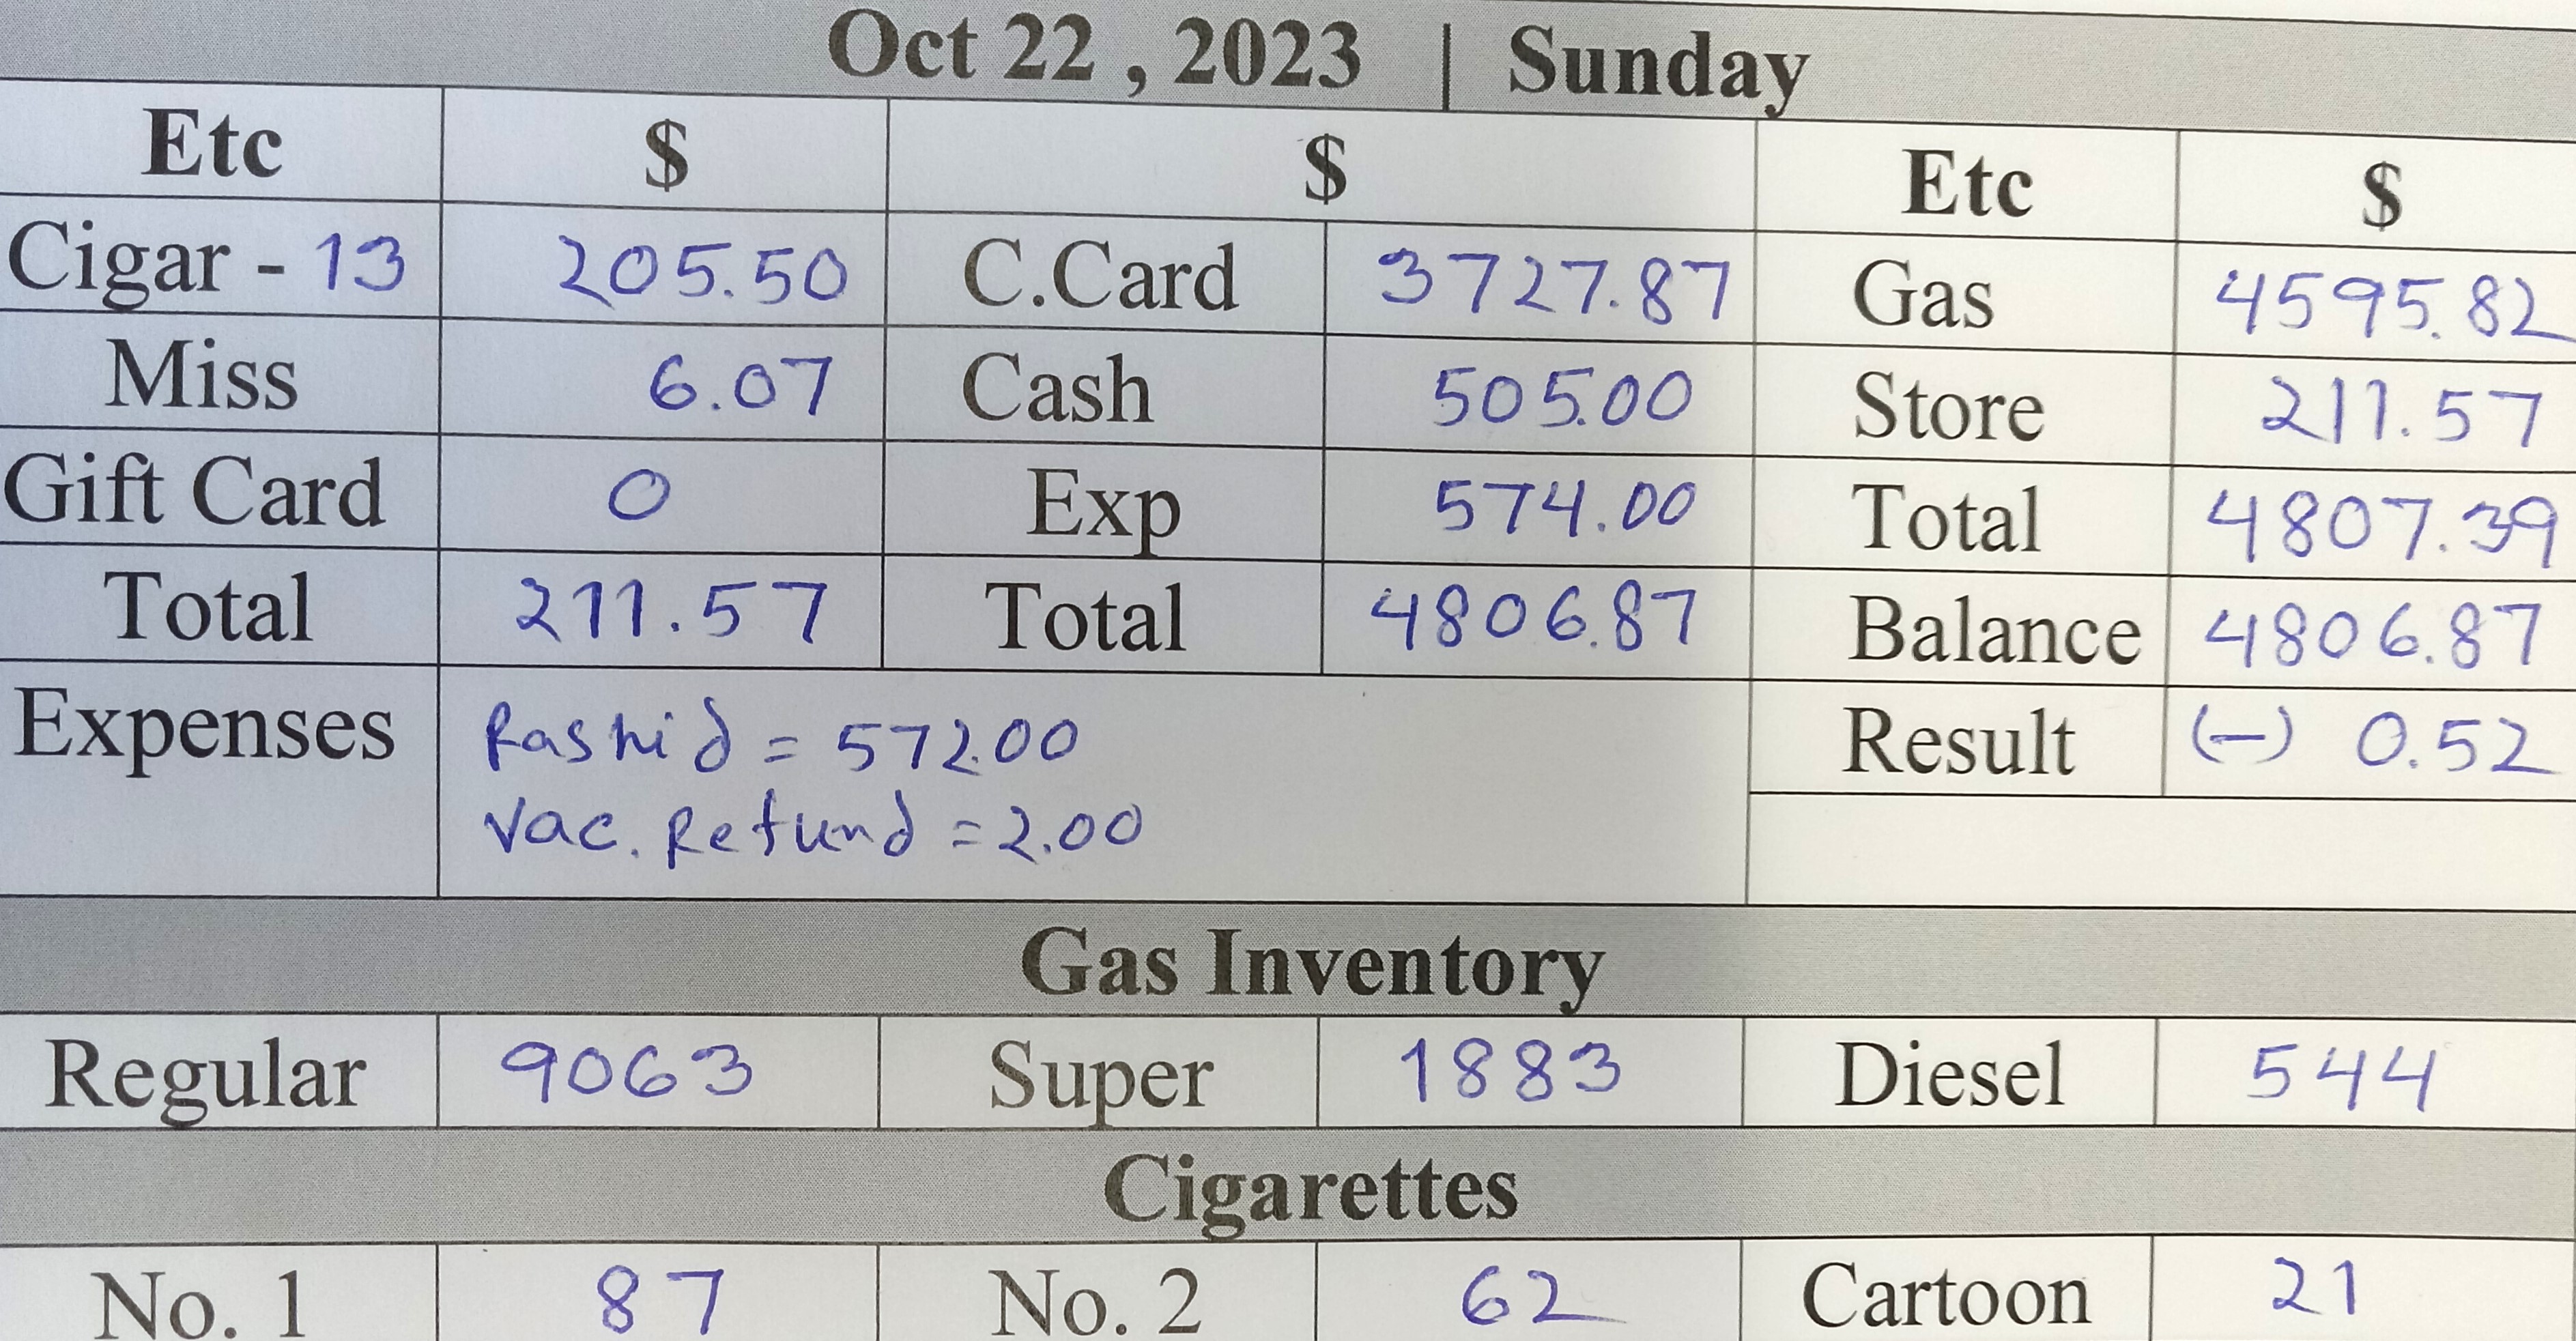 Oct 22 , 2023 | Sunday
Etc $ $ Etc $
Cigar - 13 205.50 C.Card 3727.87 Gas 4595.82
Miss 6.07 Cash 505.00 Store 211.57
Gift Card 0 Exp 574.00 Total 4807.39
Total 211.57 Total 4806.87 Balance 4806.87
Expenses Rashid = 572.00 Result (-) 0.52
Vac. Refund = 2.00
Gas Inventory
Regular 9063 Super 1883 Diesel 544
Cigarettes
No. 1 87 No. 2 62 Cartoon 21